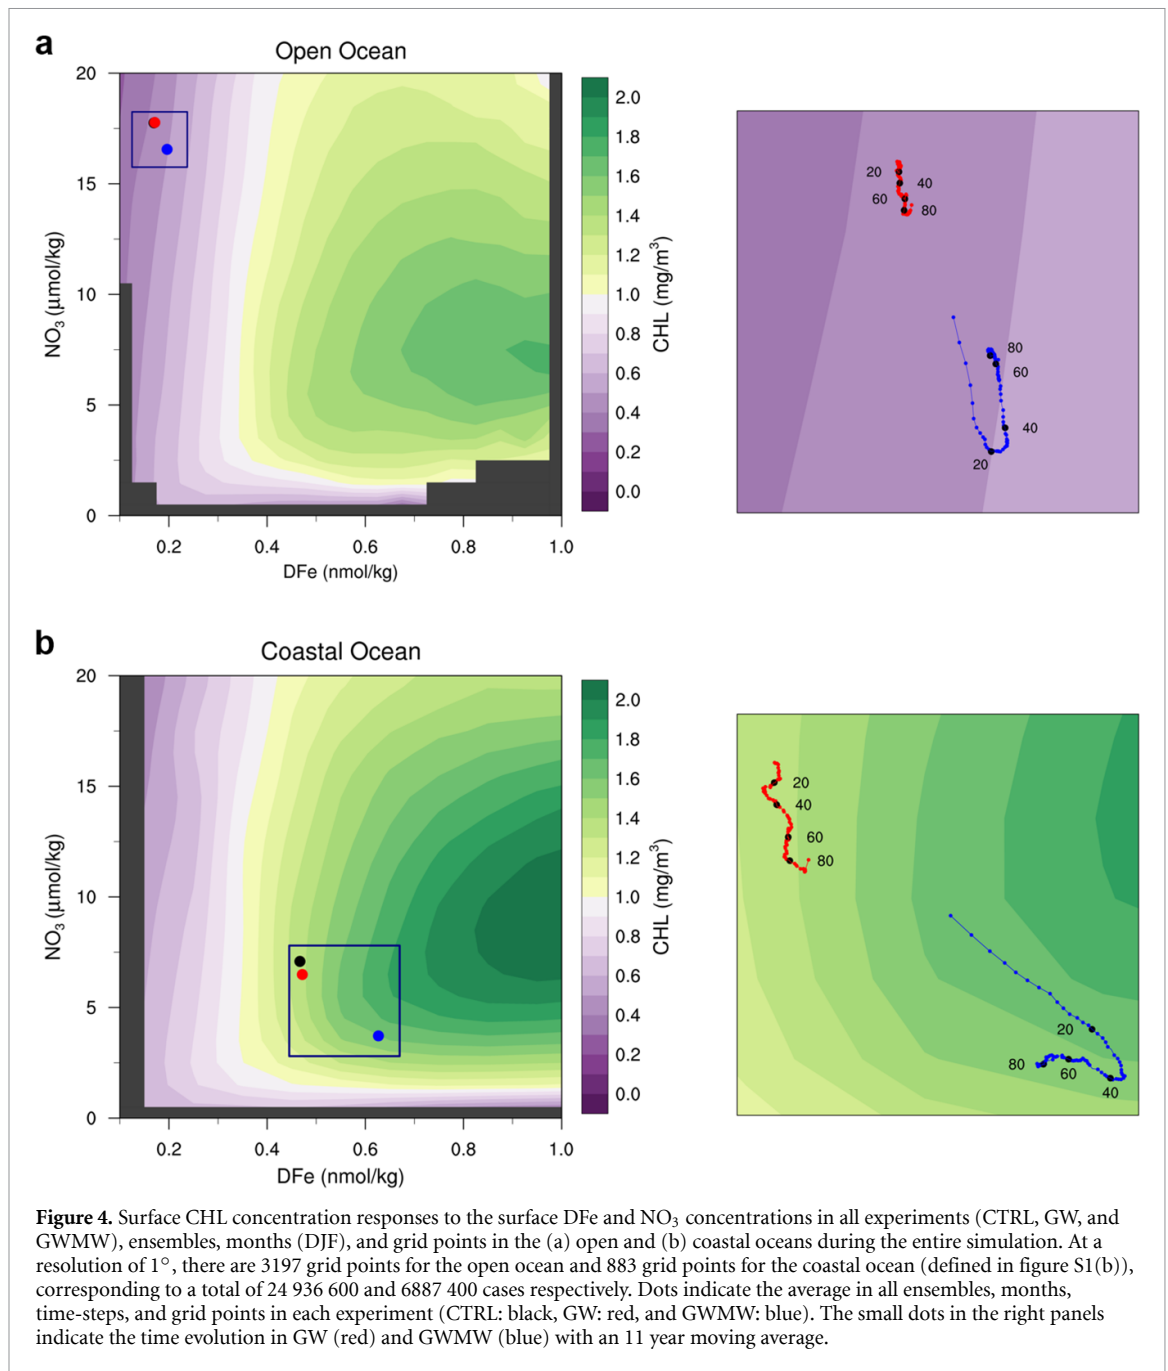 a
Open Ocean
20
15
10
5
0
NO₃ (μmol/kg)
0.2 0.4 0.6 0.8 1.0
DFe (nmol/kg)
2.0
1.8
1.6
1.4
1.2
1.0
0.8
0.6
0.4
0.2
0.0
CHL (mg/m³)
20
40
60
80
80
60
40
20
b
Coastal Ocean
20
15
10
5
0
NO₃ (μmol/kg)
0.2 0.4 0.6 0.8 1.0
DFe (nmol/kg)
2.0
1.8
1.6
1.4
1.2
1.0
0.8
0.6
0.4
0.2
0.0
CHL (mg/m³)
20
40
60
80
20
80
60
40
Figure 4. Surface CHL concentration responses to the surface DFe and NO₃ concentrations in all experiments (CTRL, GW, and
GWMW), ensembles, months (DJF), and grid points in the (a) open and (b) coastal oceans during the entire simulation. At a
resolution of 1°, there are 3197 grid points for the open ocean and 883 grid points for the coastal ocean (defined in figure S1(b)),
corresponding to a total of 24 936 600 and 6887 400 cases respectively. Dots indicate the average in all ensembles, months,
time-steps, and grid points in each experiment (CTRL: black, GW: red, and GWMW: blue). The small dots in the right panels
indicate the time evolution in GW (red) and GWMW (blue) with an 11 year moving average.